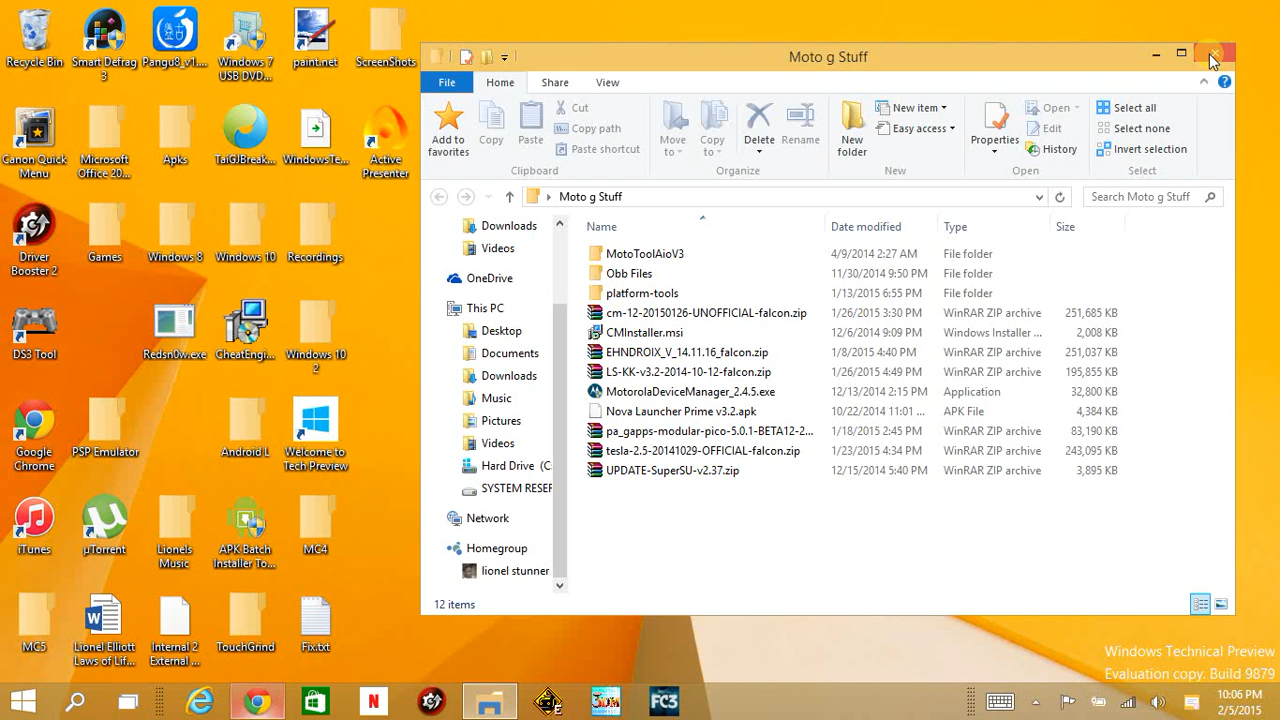 Recycle Bin
Smart Defrag
3
Pangu8_v1....
Windows 7
USB DVD...
paint.net
ScreenShots
Canon Quick
Menu
Microsoft
Office 20...
Apks
TaiGJBreak...
WindowsTe...
Active
Presenter
Driver
Booster 2
Games
Windows 8
Windows 10
Recordings
DS3 Tool
Redsn0w.exe
CheatEngi...
Windows 10
2
Google
Chrome
PSP Emulator
Android L
Welcome to
Tech Preview
iTunes
µTorrent
Lionels
Music
APK Batch
Installer To...
MC4
MC5
Lionel Elliott
Laws of Lif...
Internal 2
External ...
TouchGrind
Fix.txt
Moto g Stuff
File
Home
Share
View
Add to
favorites
Copy
Paste
Cut
Copy path
Paste shortcut
Clipboard
Move
to
Copy
to
Delete
Rename
Organize
New
folder
New item
Easy access
New
Properties
Open
Edit
History
Open
Select all
Select none
Invert selection
Select
Moto g Stuff
Search Moto g Stuff
Downloads
Videos
OneDrive
This PC
Desktop
Documents
Downloads
Music
Pictures
Videos
Hard Drive (C:
SYSTEM RESER
Network
Homegroup
lionel stunner
Name Date modified Type Size
MotoToolAioV3 4/9/2014 2:27 AM File folder
Obb Files 11/30/2014 9:50 PM File folder
platform-tools 1/13/2015 6:55 PM File folder
cm-12-20150126-UNOFFICIAL-falcon.zip 1/26/2015 3:30 PM WinRAR ZIP archive 251,685 KB
CMInstaller.msi 12/6/2014 9:09 PM Windows Installer ... 2,008 KB
EHNDROIX_V_14.11.16_falcon.zip 1/8/2015 4:40 PM WinRAR ZIP archive 251,037 KB
LS-KK-v3.2-2014-10-12-falcon.zip 1/26/2015 4:49 PM WinRAR ZIP archive 195,855 KB
MotorolaDeviceManager_2.4.5.exe 12/13/2014 2:15 PM Application 32,800 KB
Nova Launcher Prime v3.2.apk 10/22/2014 11:01 ... APK File 4,384 KB
pa_gapps-modular-pico-5.0.1-BETA12-2... 1/18/2015 2:45 PM WinRAR ZIP archive 83,190 KB
tesla-2.5-20141029-OFFICIAL-falcon.zip 1/23/2015 4:34 PM WinRAR ZIP archive 243,095 KB
UPDATE-SuperSU-v2.37.zip 12/15/2014 5:40 PM WinRAR ZIP archive 3,895 KB
12 items
Windows Technical Preview
Evaluation copy. Build 9879
N
E
FC3
10:06 PM
2/5/2015